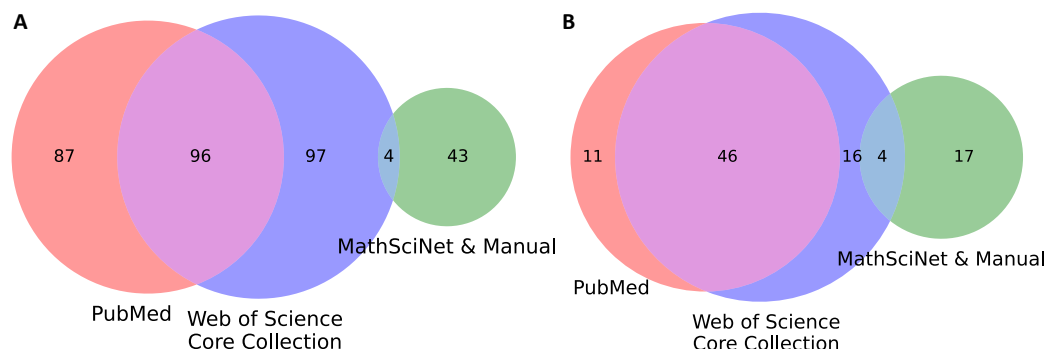 A
87
96
97
4
43
MathSciNet & Manual
PubMed
Web of Science
Core Collection
B
11
46
16
4
17
MathSciNet & Manual
PubMed
Web of Science
Core Collection